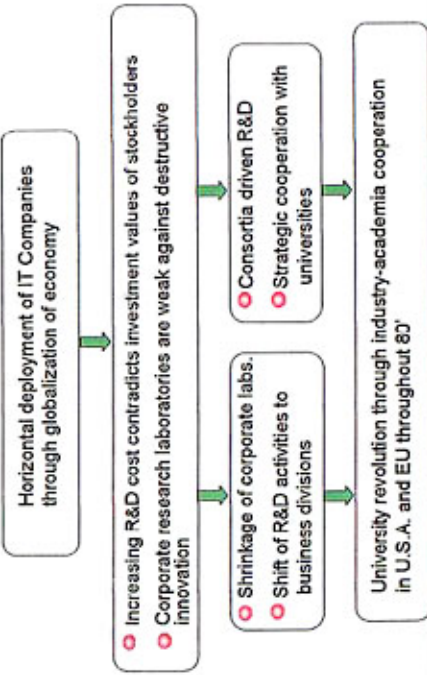 Horizontal deployment of IT Companies
through globalization of economy
Increasing R&D cost contradicts investment values of stockholders
Corporate research laboratories are weak against destructive
innovation
Shrinkage of corporate labs.
Shift of R&D activities to
business divisions
Consortia driven R&D
Strategic cooperation with
universities
University revolution through industry-academia cooperation
in U.S.A. and EU throughout 80'